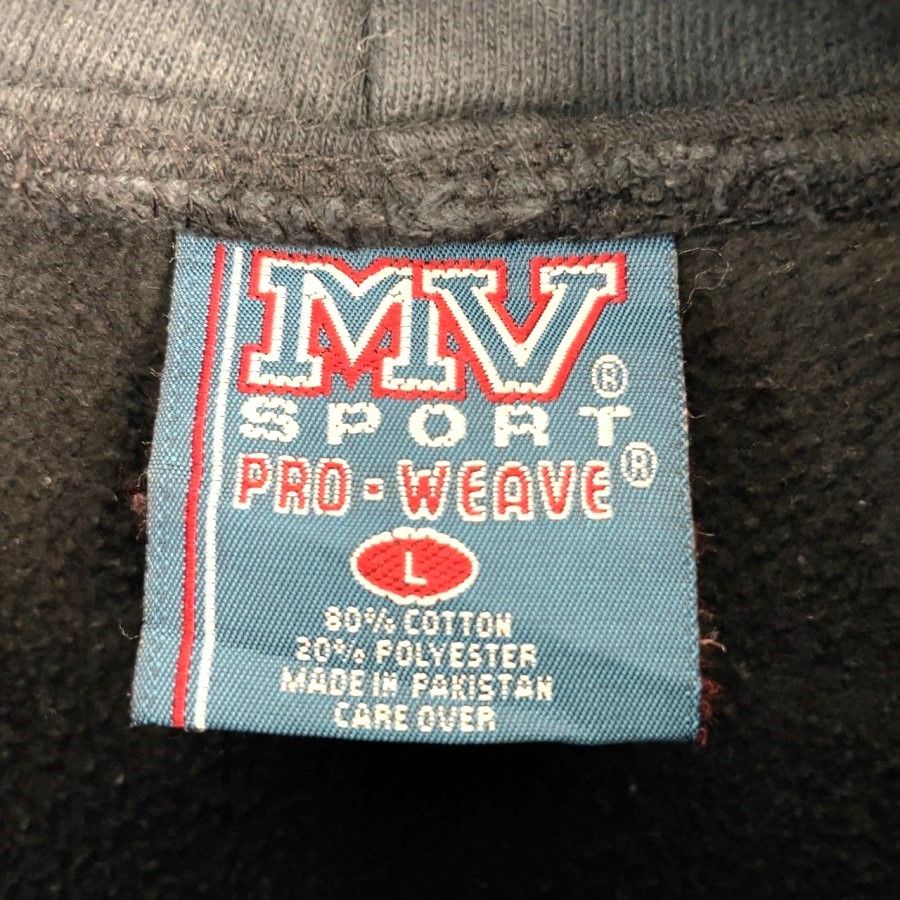 MV®
SPORT
PRO-WEAVE®
L
80% COTTON
20% POLYESTER
MADE IN PAKISTAN
CARE OVER